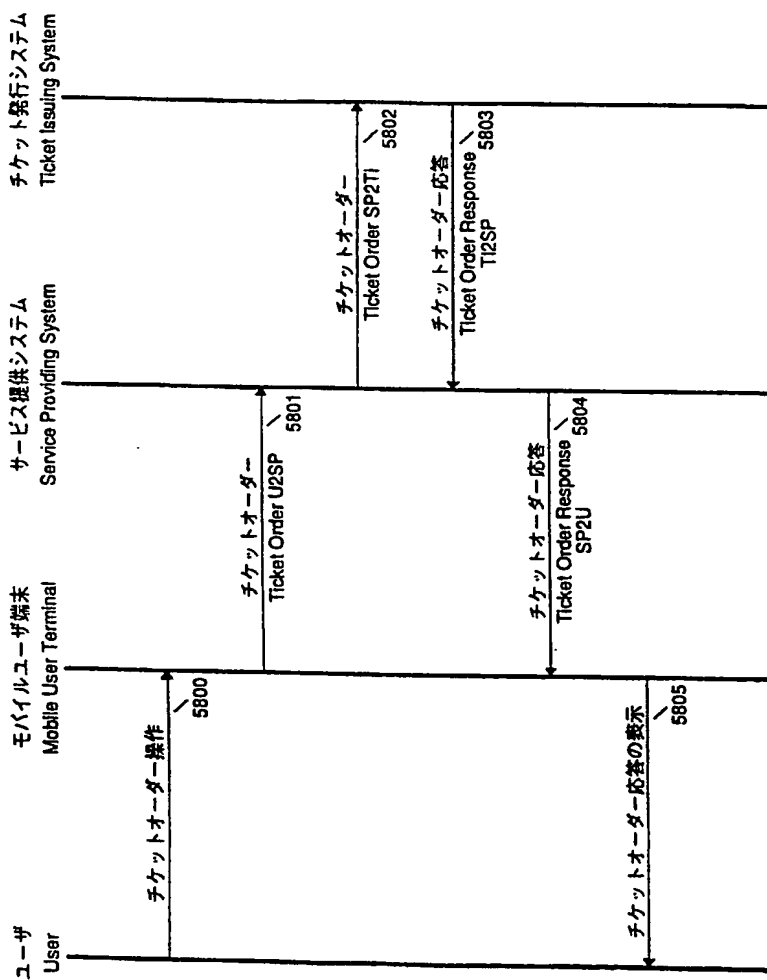 ユーザ
User
モバイルユーザ端末
Mobile User Terminal
サービス提供システム
Service Providing System
チケット発行システム
Ticket Issuing System
チケットオーダー操作
5800
チケットオーダー
Ticket Order U2SP
5801
チケットオーダー
Ticket Order SP2TI
5802
チケットオーダー応答
Ticket Order Response
TI2SP
5803
チケットオーダー応答
Ticket Order Response
SP2U
5804
チケットオーダー応答の表示
5805